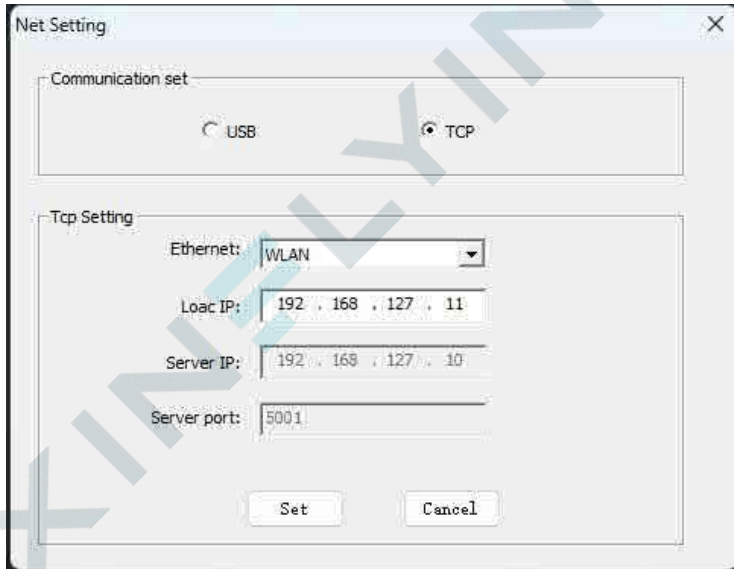 Net Setting
Communication set
USB TCP
Tcp Setting
Ethernet: WLAN
Loac IP: 192 . 168 . 127 . 11
Server IP: 192 . 168 . 127 . 10
Server port: 5001
Set Cancel
XINFLYING